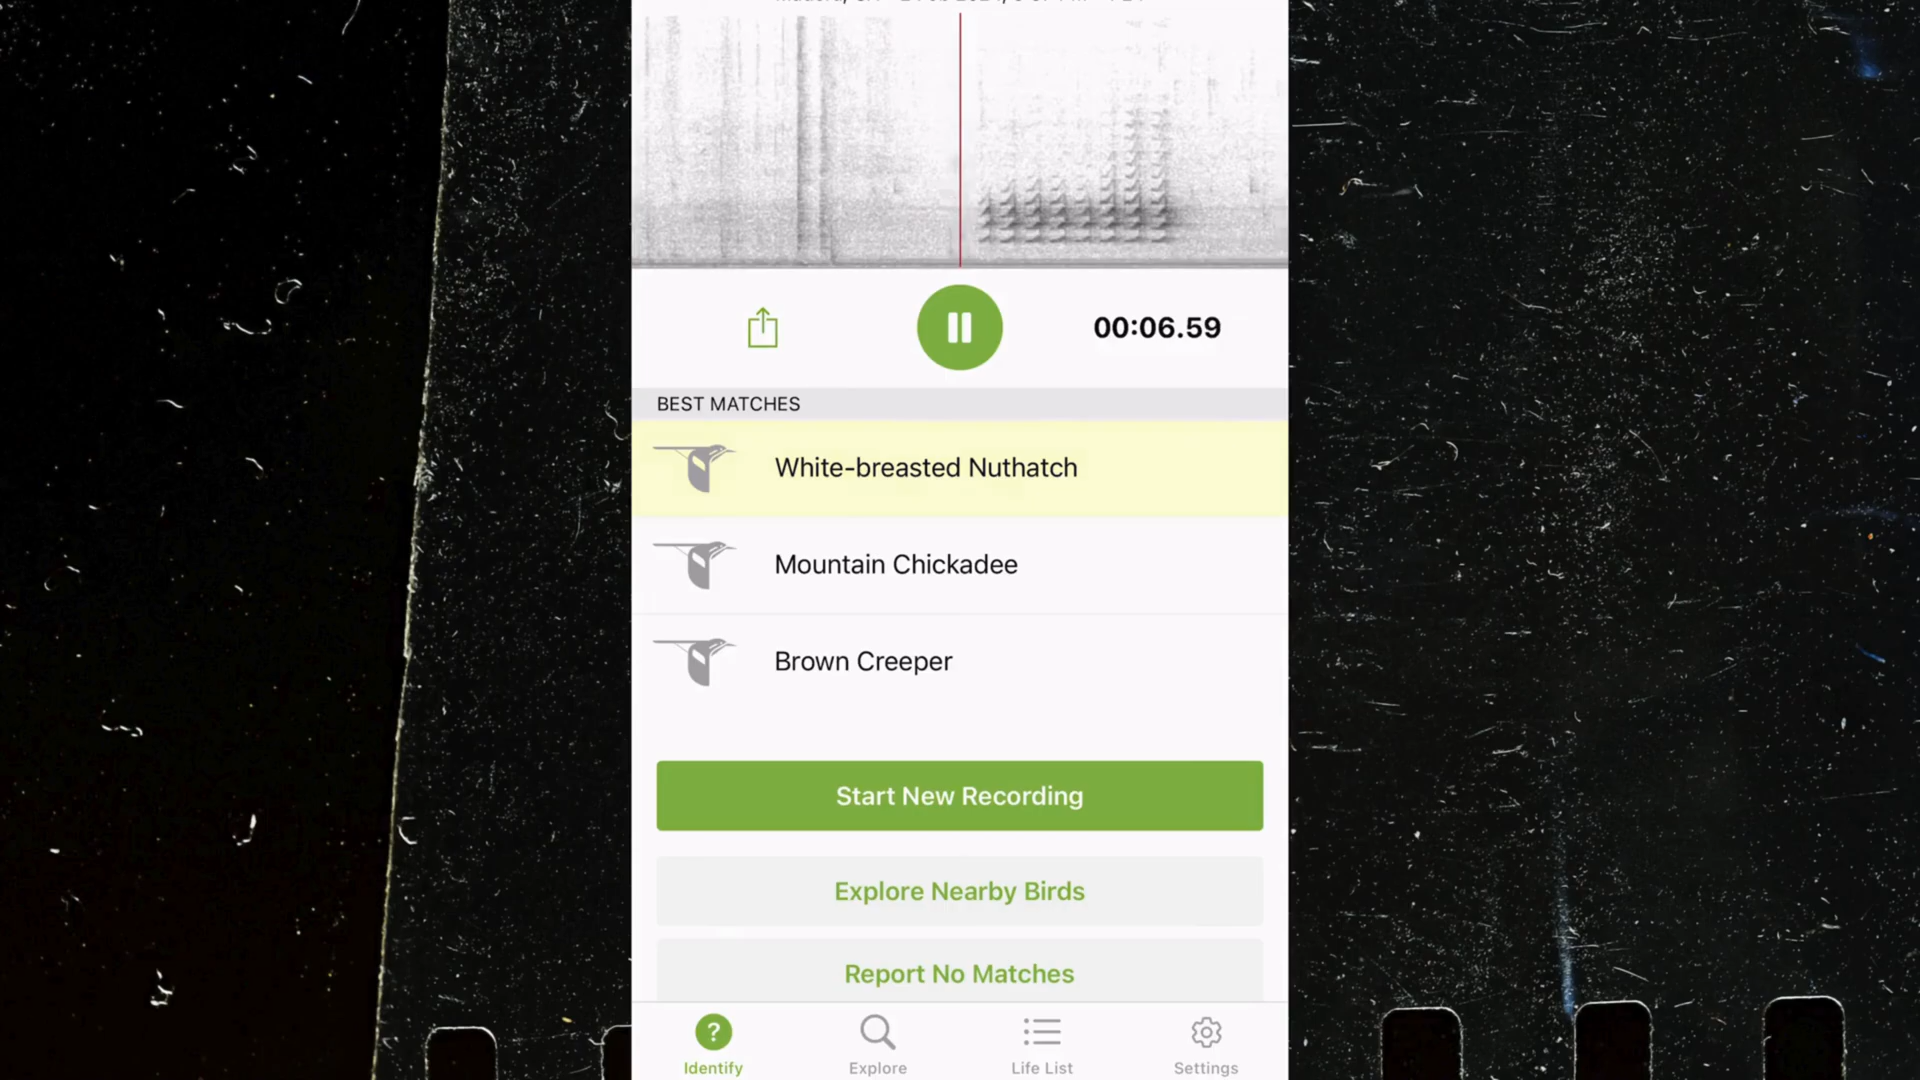 00:06.59
BEST MATCHES
White-breasted Nuthatch
Mountain Chickadee
Brown Creeper
Start New Recording
Explore Nearby Birds
Report No Matches
?
Identify
Explore
Life List
Settings